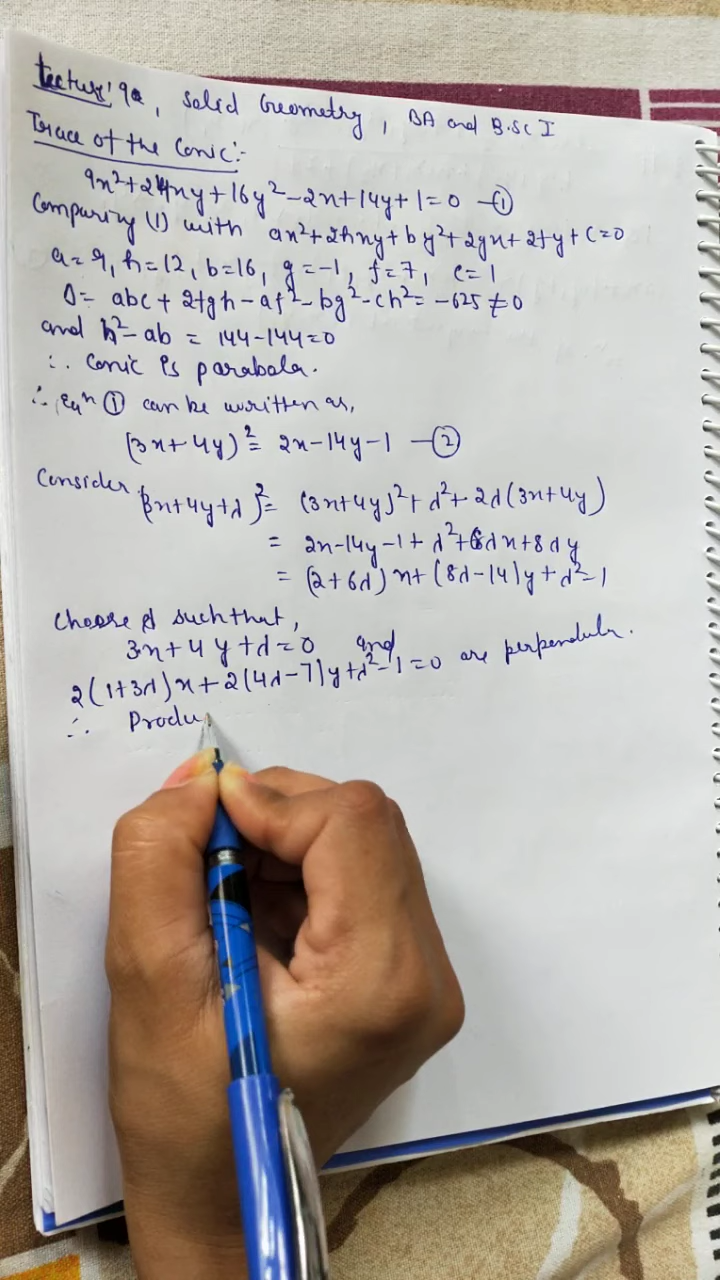 Lecture: 9a, Solid Geometry, BA and B.Sc I
Trace of the Conic:-
9x²+24xy+16y²-2x+14y+1=0 -①
Comparing (1) with ax²+2hxy+by²+2gx+2fy+c=0
a=9, h=12, b=16, g=-1, f=7, c=1
Δ= abc + 2fgh-af²-bg²-ch²= -625≠0
and h²-ab = 144-144=0
∴ Conic is parabola.
∴ Eqⁿ ① can be written as,
(3x+4y)²= 2x-14y-1 -②
Consider (3x+4y+λ)²= (3x+4y)²+λ²+2λ(3x+4y)
= 2x-14y-1+λ²+6λx+8λy
= (2+6λ)x+(8λ-14)y+λ²-1
Choose λ such that,
3x+4y+λ=0 and
2(1+3λ)x+2(4λ-7)y+λ²-1=0 are perpendulr.
∴ Produ